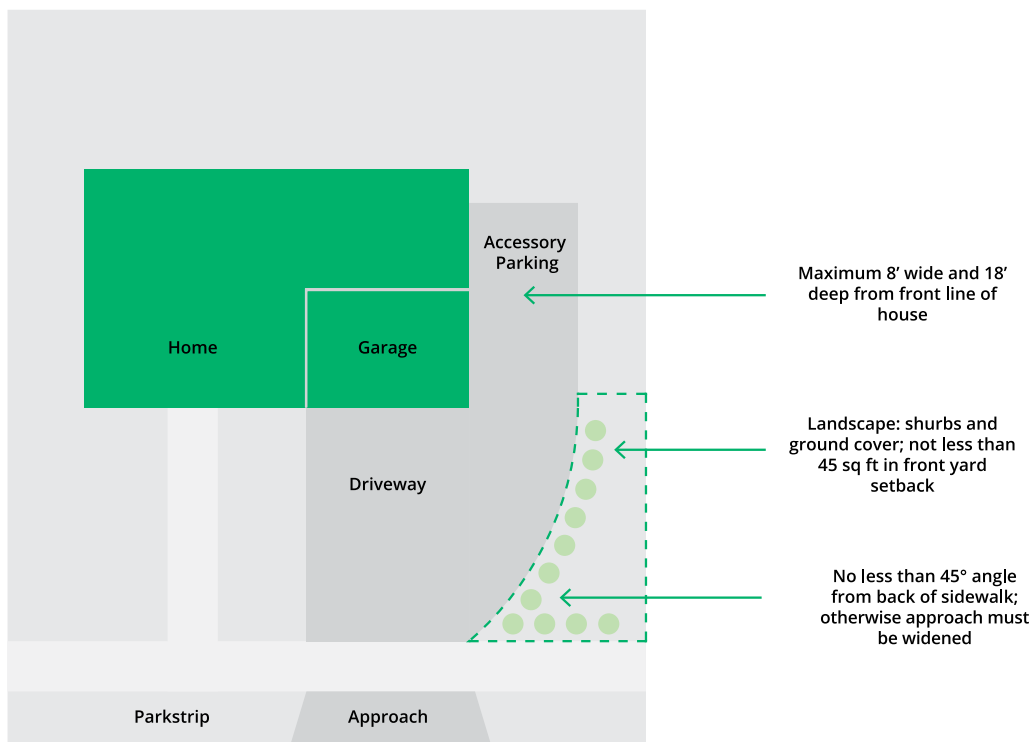 Accessory
Parking
Maximum 8’ wide and 18’
deep from front line of
house
Home
Garage
Landscape: shurbs and
ground cover; not less than
45 sq ft in front yard
setback
Driveway
No less than 45° angle
from back of sidewalk;
otherwise approach must
be widened
Parkstrip
Approach